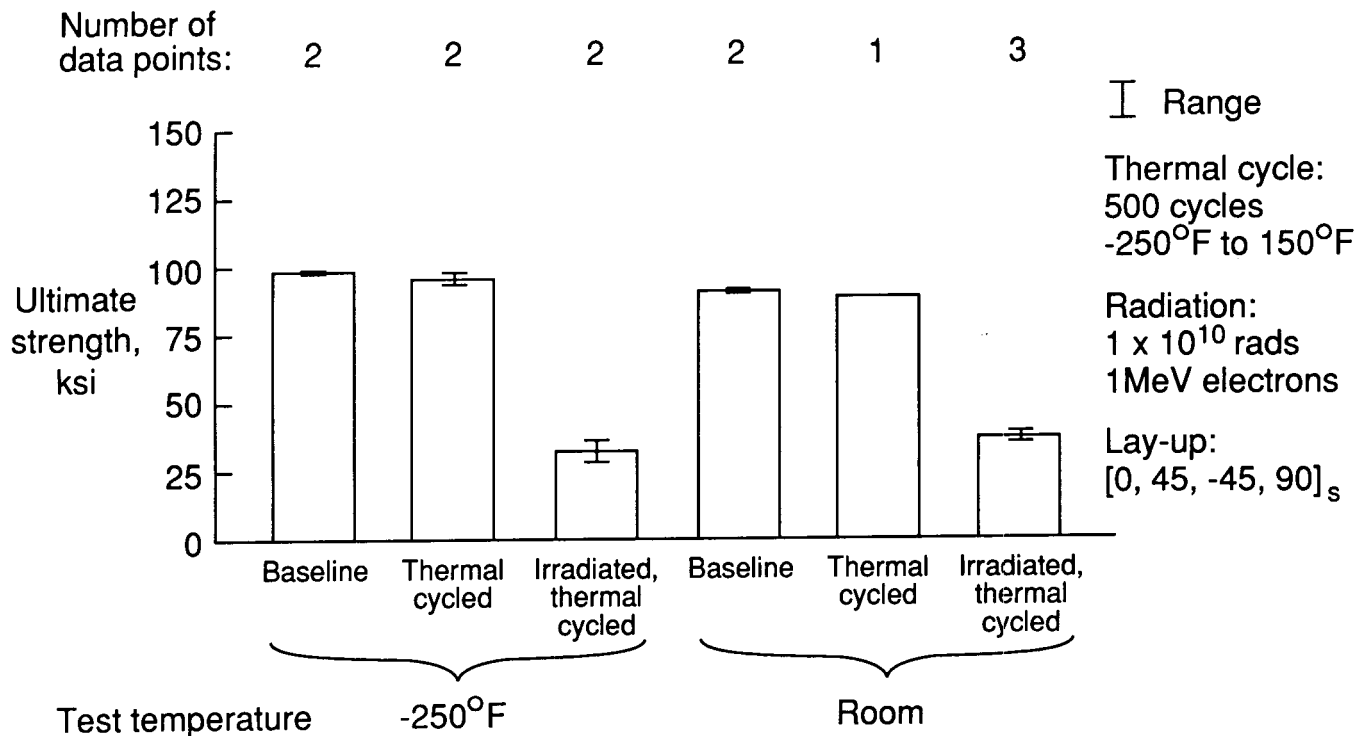 Number of
data points: 2 2 2 2 1 3
Range
Thermal cycle:
500 cycles
-250°F to 150°F
Radiation:
1 x 10¹⁰ rads
1MeV electrons
Lay-up:
[0, 45, -45, 90]ₛ
Ultimate
strength,
ksi
150
125
100
75
50
25
0
Baseline
Thermal
cycled
Irradiated,
thermal
cycled
Baseline
Thermal
cycled
Irradiated,
thermal
cycled
Test temperature -250°F Room